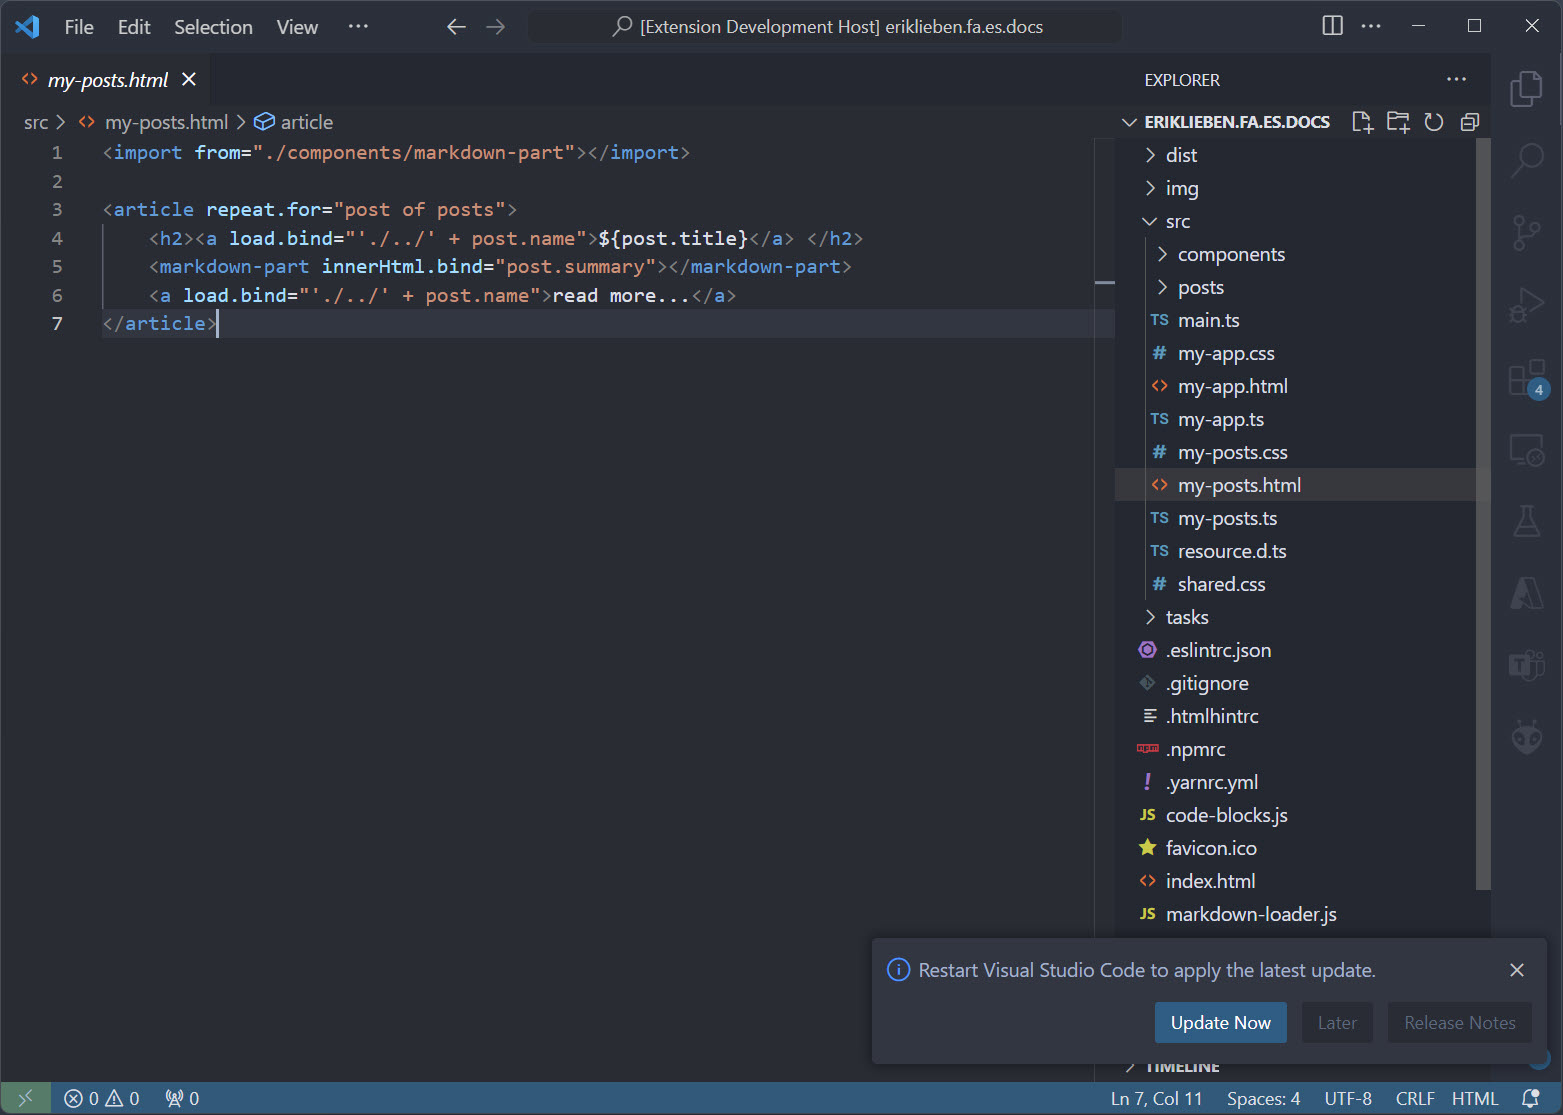 File Edit Selection View ··· [Extension Development Host] eriklieben.fa.es.docs
my-posts.html
src > my-posts.html > article
1 <import from="./components/markdown-part"></import>
2
3 <article repeat.for="post of posts">
4     <h2><a load.bind="'./../' + post.name">${post.title}</a> </h2>
5     <markdown-part innerHtml.bind="post.summary"></markdown-part>
6     <a load.bind="'./../' + post.name">read more...</a>
7 </article>
EXPLORER
ERIKLIEBEN.FA.ES.DOCS
dist
img
src
components
posts
TS main.ts
# my-app.css
my-app.html
TS my-app.ts
# my-posts.css
my-posts.html
TS my-posts.ts
TS resource.d.ts
# shared.css
tasks
.eslintrc.json
.gitignore
.htmlhintrc
npm .npmrc
! .yarnrc.yml
JS code-blocks.js
favicon.ico
index.html
JS markdown-loader.js
4
Restart Visual Studio Code to apply the latest update.
Update Now Later Release Notes
TIMELINE
0 0 0 Ln 7, Col 11 Spaces: 4 UTF-8 CRLF HTML